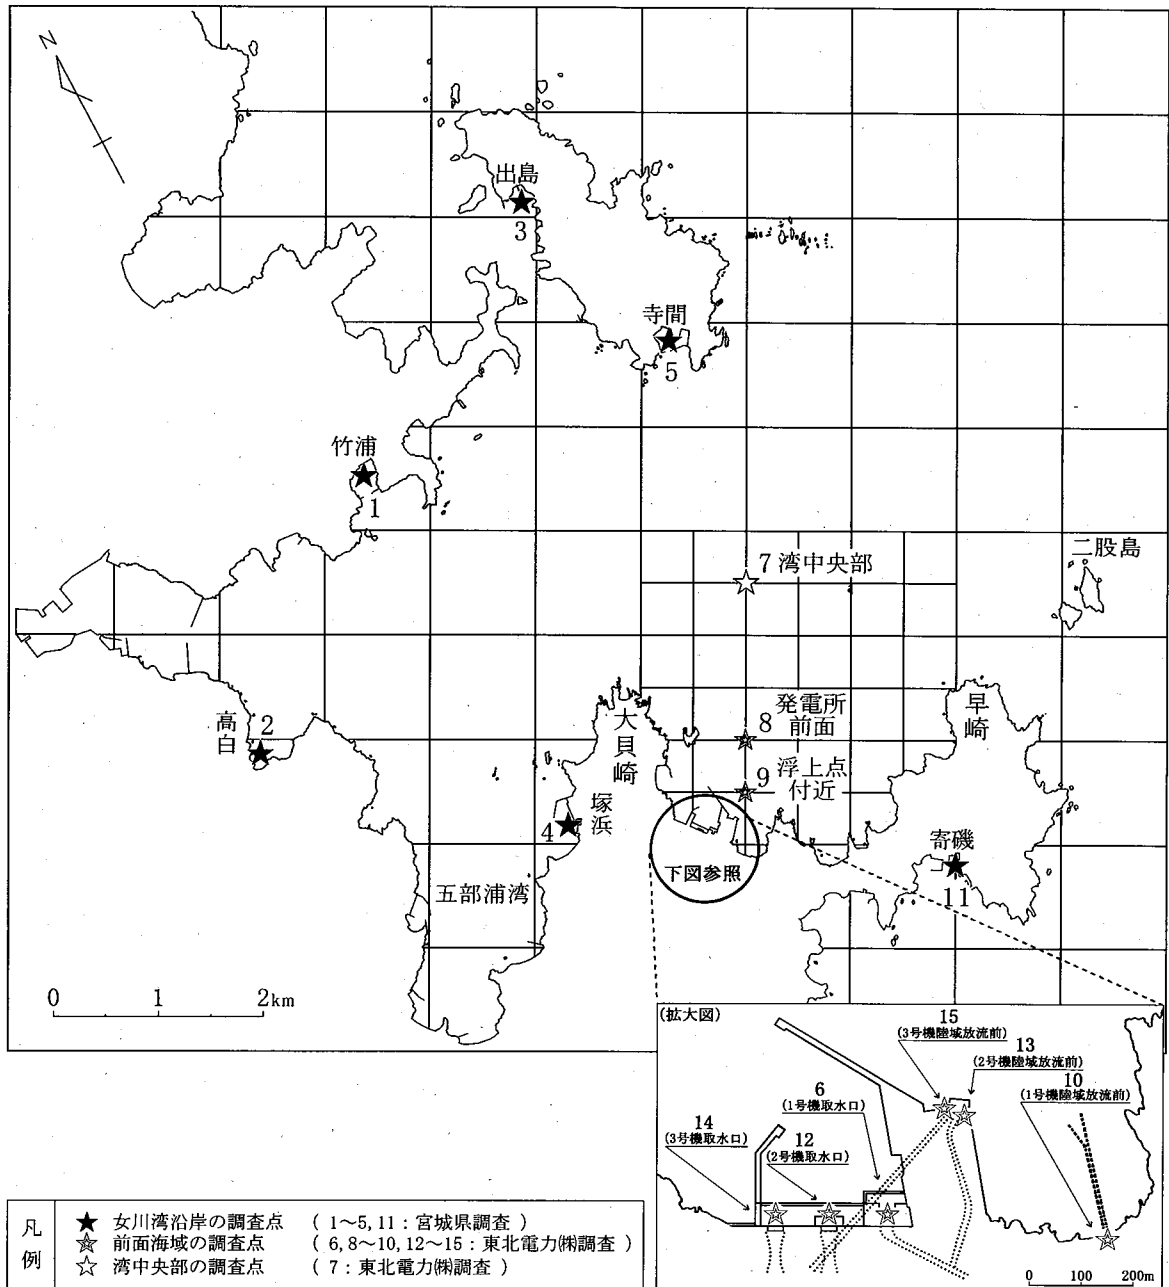 N
出島
3
寺間
5
竹浦
1
二股島
7 湾中央部
高白
2
大貝崎
発電所
前面
8
早崎
9
浮上点
付近
塚浜
4
寄磯
11
下図参照
五部浦湾
0 1 2km
(拡大図)
15
(3号機陸域放流前)
13
(2号機陸域放流前)
10
(1号機陸域放流前)
6
(1号機取水口)
14
(3号機取水口)
12
(2号機取水口)
0 100 200m
凡例
★ 女川湾沿岸の調査点 ( 1~5, 11 : 宮城県調査 )
前面海域の調査点 ( 6, 8~10, 12~15 : 東北電力㈱調査 )
☆ 湾中央部の調査点 ( 7 : 東北電力㈱調査 )